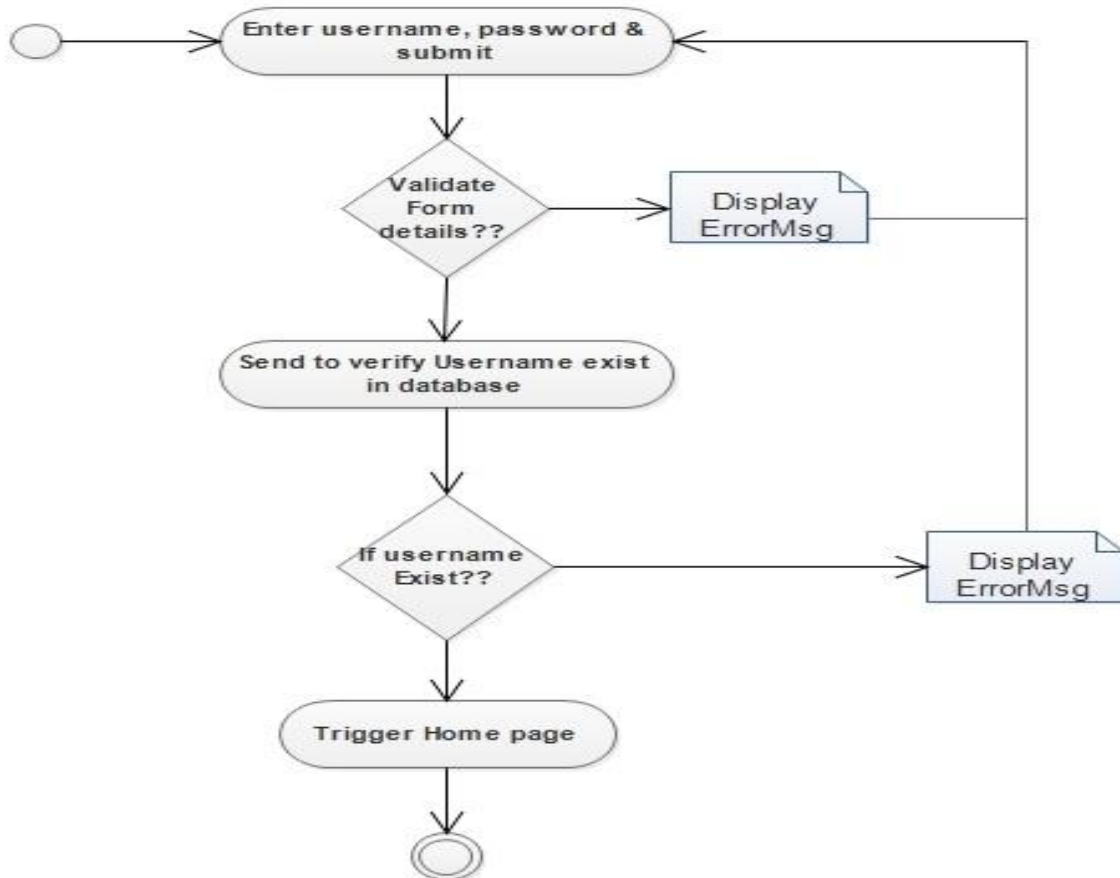 Enter username, password &
submit
Validate
Form
details??
Display
ErrorMsg
Send to verify Username exist
in database
If username
Exist??
Display
ErrorMsg
Trigger Home page